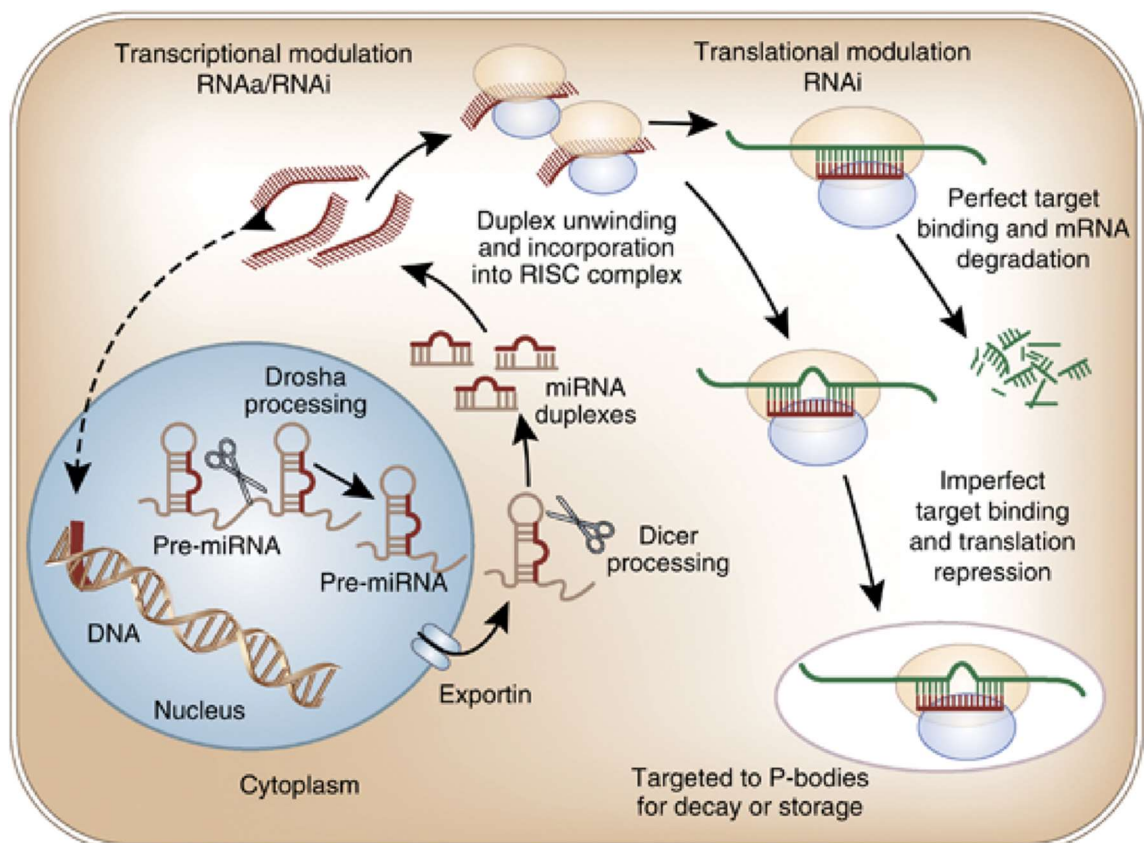 Transcriptional modulation
RNAa/RNAi
Translational modulation
RNAi
Duplex unwinding
and incorporation
into RISC complex
Perfect target
binding and mRNA
degradation
miRNA
duplexes
Drosha
processing
Pre-miRNA
Pre-miRNA
Dicer
processing
Imperfect
target binding
and translation
repression
DNA
Nucleus
Exportin
Cytoplasm
Targeted to P-bodies
for decay or storage